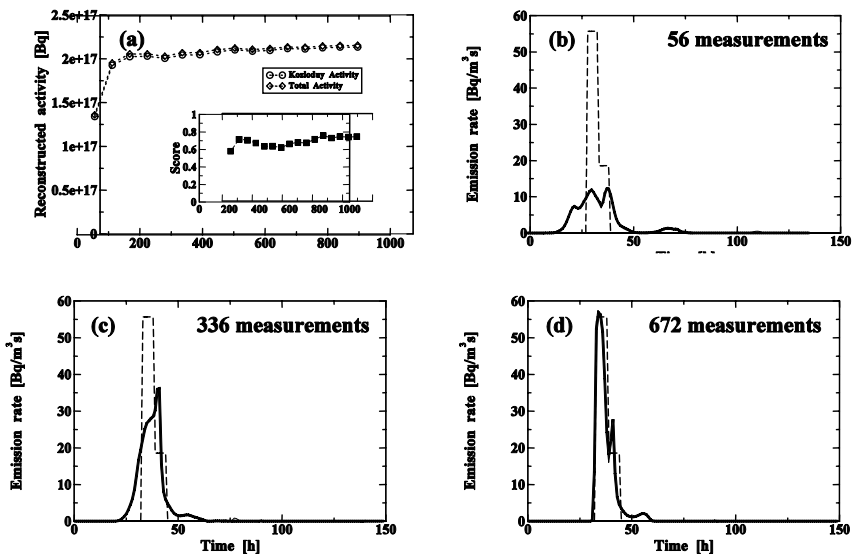 (a)
Reconstructed activity [Bq]
2.5e+17
2e+17
1.5e+17
1e+17
5e+17
0
0 200 400 600 800 1000
Kozloduy Activity
Total Activity
Score
1
0.8
0.6
0.4
0.2
0
0 200 400 600 800 1000
(b)
56 measurements
Emission rate [Bq/m³s]
60
50
40
30
20
10
0
0 50 100 150
(c)
336 measurements
Emission rate [Bq/m³s]
60
50
40
30
20
10
0
0 50 100 150
Time [h]
(d)
672 measurements
Emission rate [Bq/m³s]
60
50
40
30
20
10
0
0 50 100 150
Time [h]